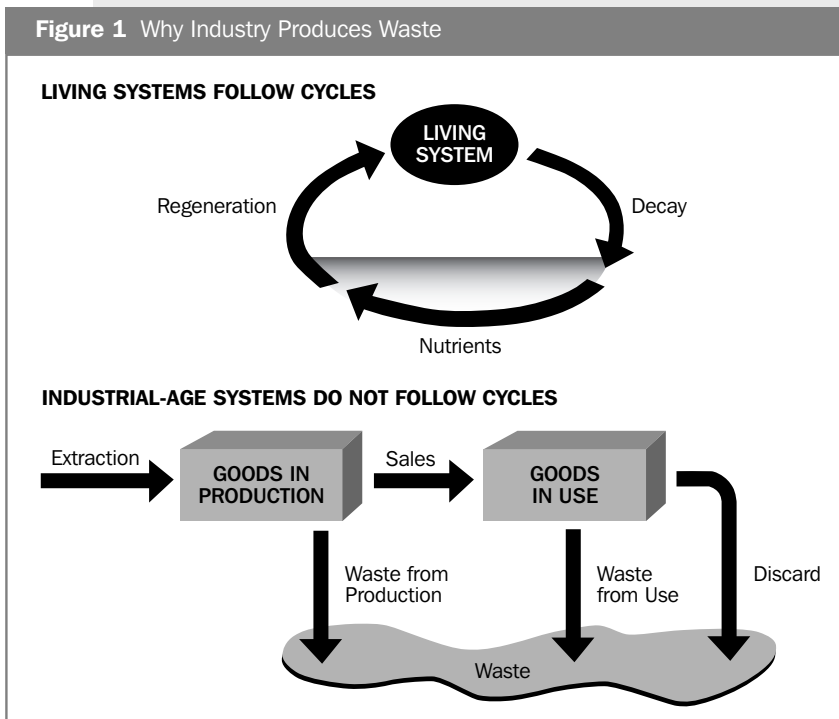 Figure 1 Why Industry Produces Waste
LIVING SYSTEMS FOLLOW CYCLES
LIVING
SYSTEM
Regeneration
Decay
Nutrients
INDUSTRIAL-AGE SYSTEMS DO NOT FOLLOW CYCLES
Extraction
GOODS IN
PRODUCTION
Sales
GOODS
IN USE
Waste from
Production
Waste
from Use
Discard
Waste